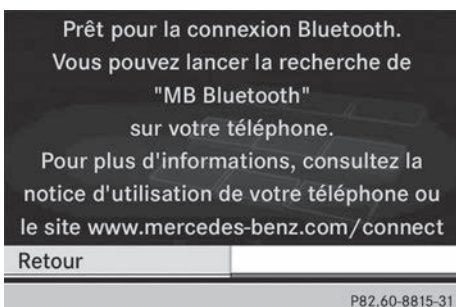 Prêt pour la connexion Bluetooth.
Vous pouvez lancer la recherche de
"MB Bluetooth"
sur votre téléphone.
Pour plus d'informations, consultez la
notice d'utilisation de votre téléphone ou
le site www.mercedes-benz.com/connect
Retour
P82.60-8815-31